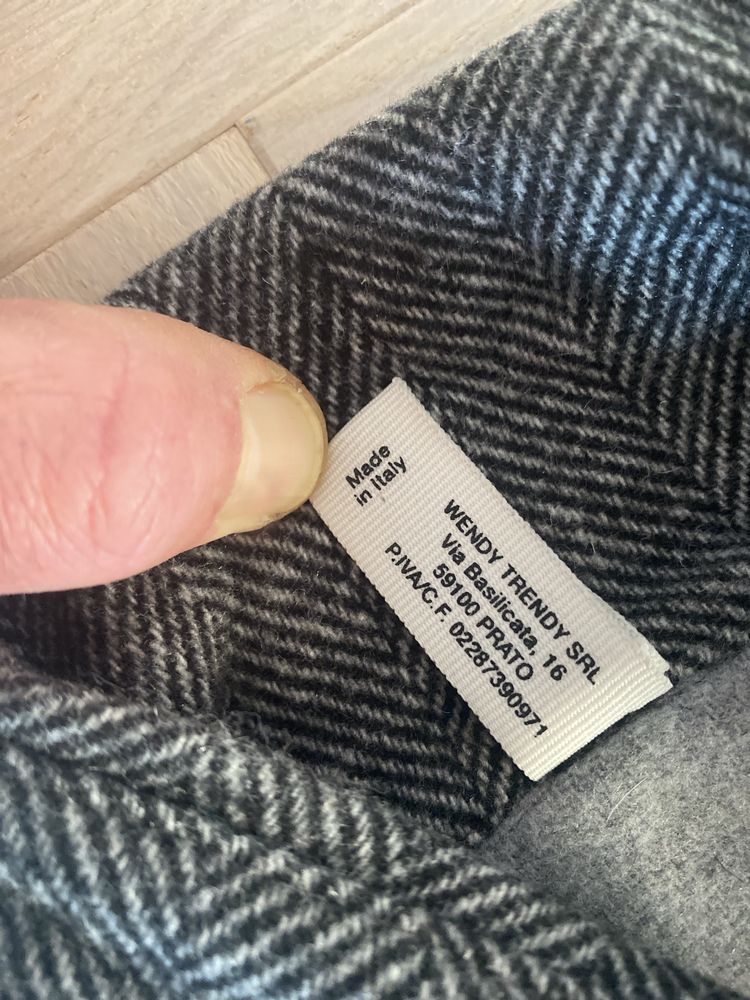 Made
in Italy
WENDY TRENDY SRL
Via Basilicata, 16
59100 PRATO
P.IVA/C.F. 02287390971